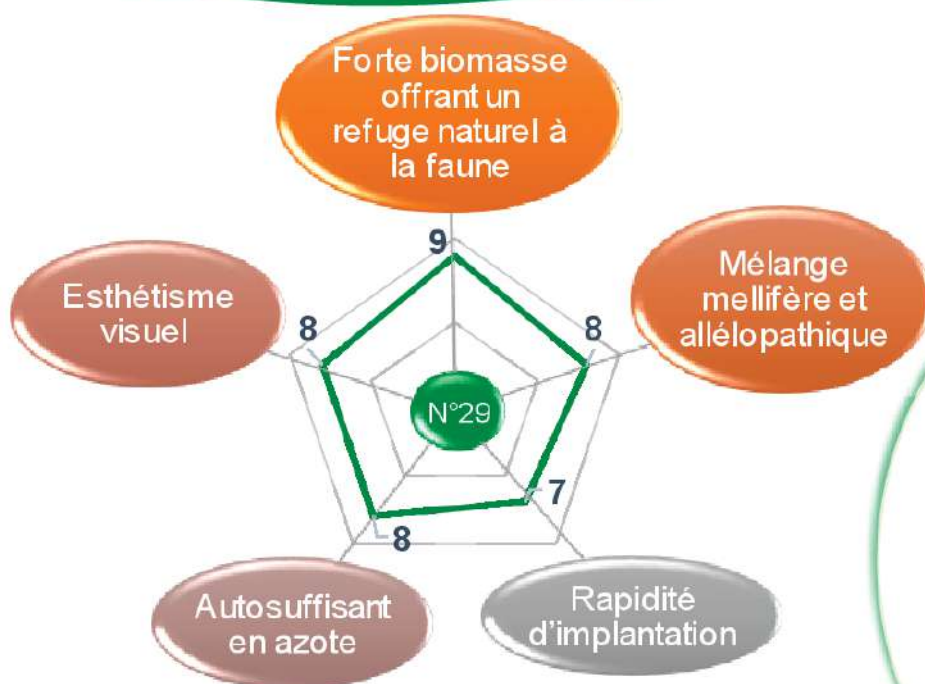 Forte biomasse
offrant un
refuge naturel à
la faune
9
Esthétisme
visuel
8
8
Mélange
mellifère et
allélopathique
N°29
7
8
Autosuffisant
en azote
Rapidité
d'implantation